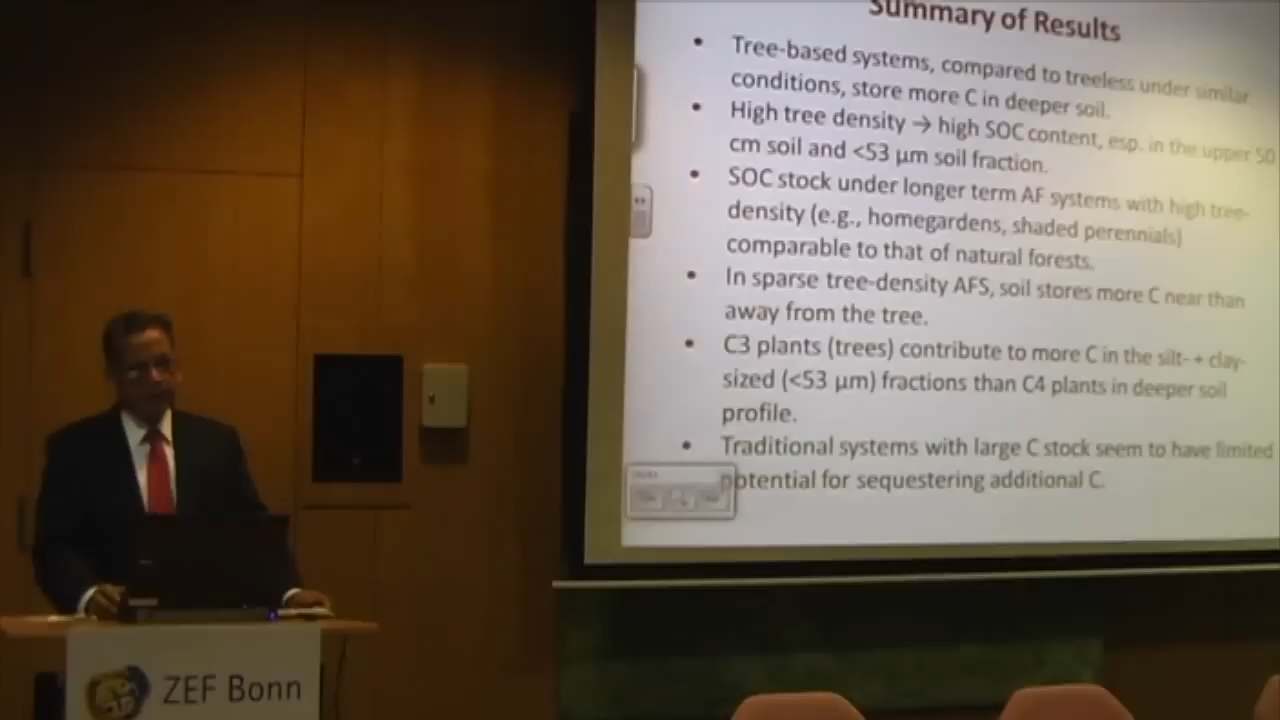 Summary of Results
• Tree-based systems, compared to treeless under similar
conditions, store more C in deeper soil.
• High tree density → high SOC content, esp. in the upper 50
cm soil and <53 µm soil fraction.
• SOC stock under longer term AF systems with high tree-
density (e.g., homegardens, shaded perennials)
comparable to that of natural forests.
• In sparse tree-density AFS, soil stores more C near than
away from the tree.
• C3 plants (trees) contribute to more C in the silt- + clay-
sized (<53 µm) fractions than C4 plants in deeper soil
profile.
• Traditional systems with large C stock seem to have limited
potential for sequestering additional C.
ZEF Bonn